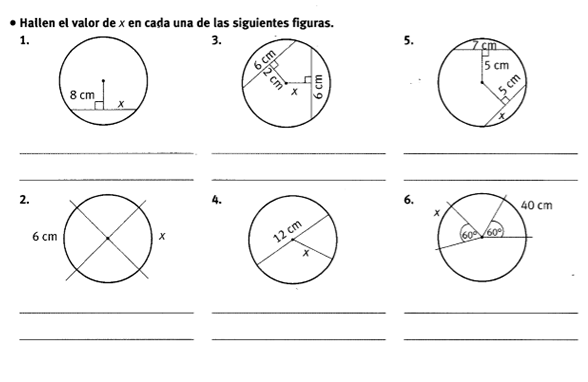 • Hallen el valor de x en cada una de las siguientes figuras.
1.
8 cm
x
3.
6 cm
2 cm
x
6 cm
5.
7 cm
5 cm
5 cm
x
2.
6 cm
x
4.
12 cm
x
6.
x
60°
60°
40 cm